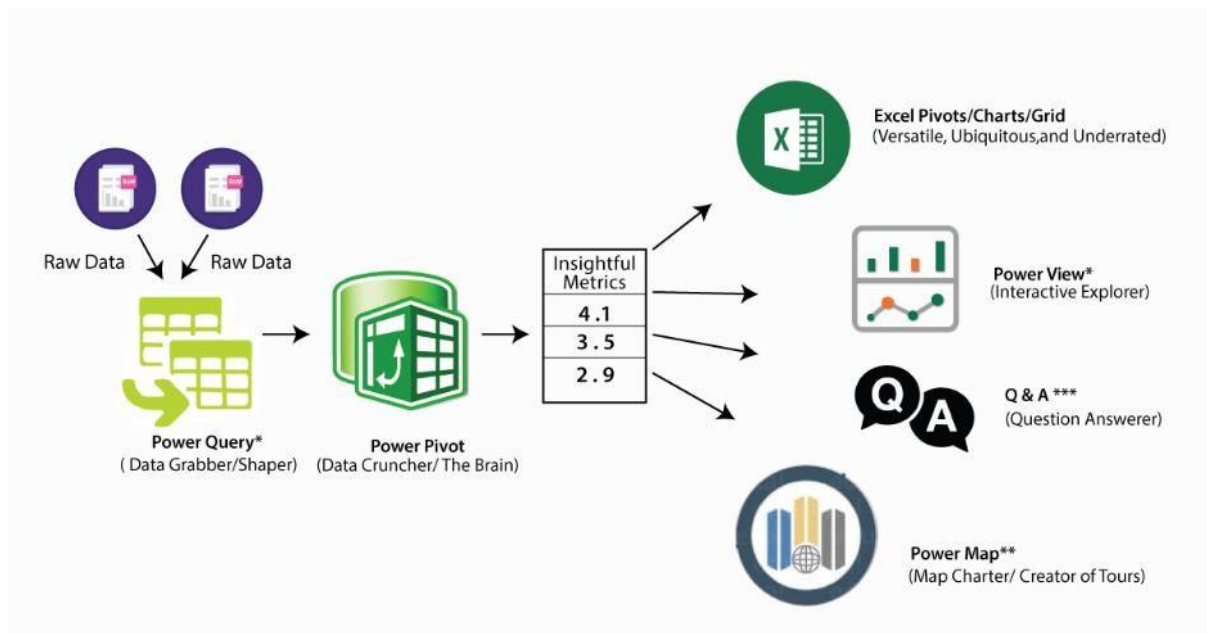 Raw Data
Raw Data
Power Query*
( Data Grabber/Shaper)
Power Pivot
(Data Cruncher/ The Brain)
Insightful
Metrics
4.1
3.5
2.9
X
Excel Pivots/Charts/Grid
(Versatile, Ubiquitous,and Underrated)
Power View*
(Interactive Explorer)
Q A
Q & A ***
(Question Answerer)
Power Map**
(Map Charter/ Creator of Tours)